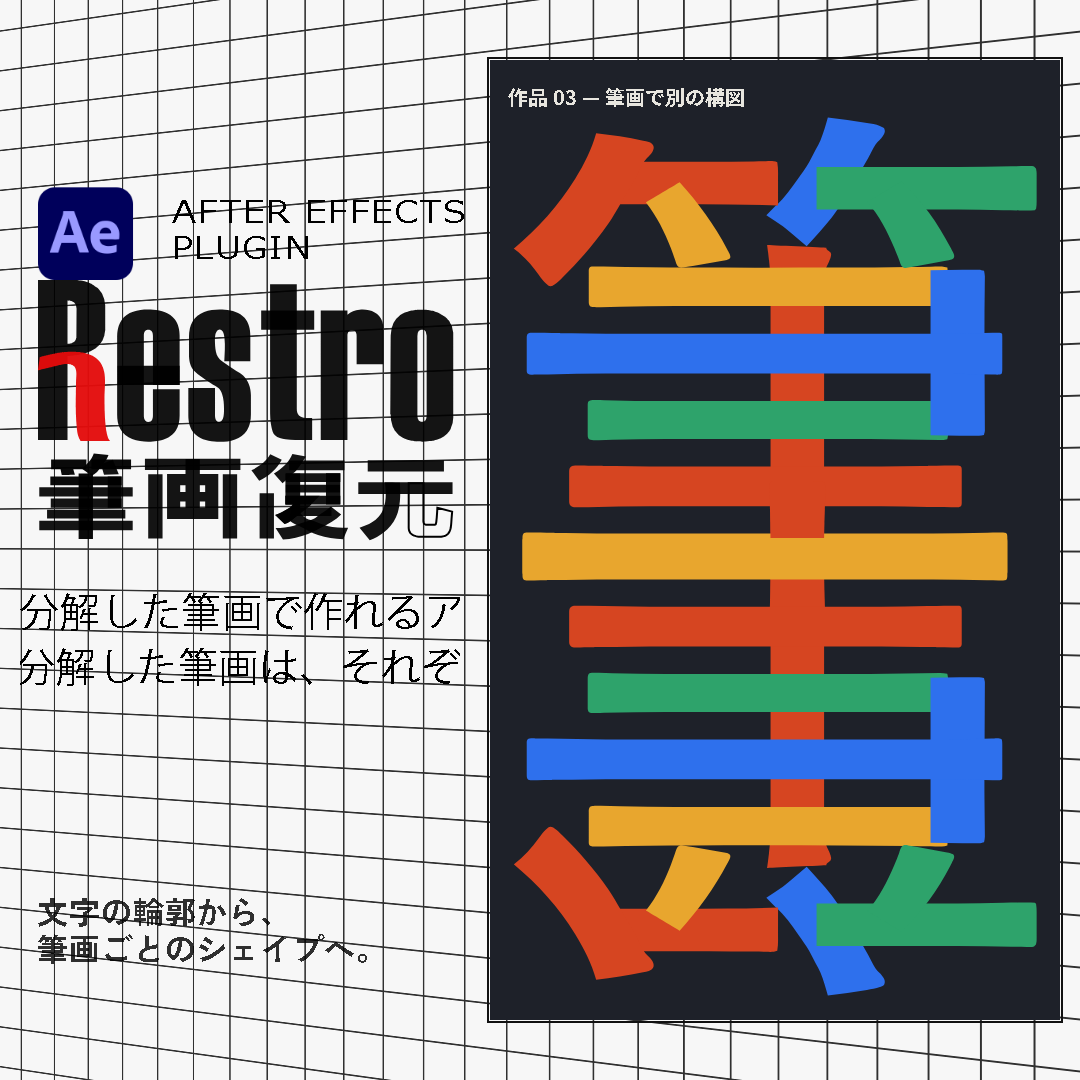 作品 03 — 筆画で別の構図
Ae
AFTER EFFECTS
PLUGIN
Restro
筆画復元
分解した筆画で作れるア
分解した筆画は、それぞ
文字の輪郭から、
筆画ごとのシェイプへ。